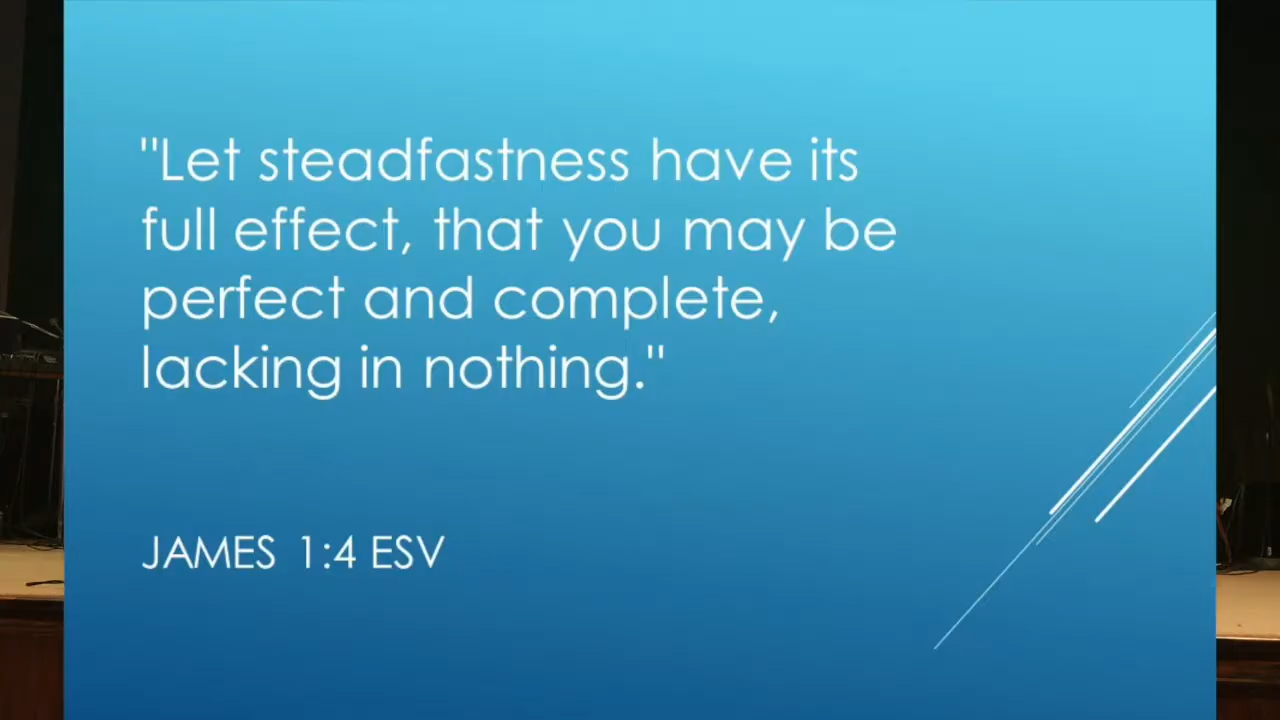 "Let steadfastness have its
full effect, that you may be
perfect and complete,
lacking in nothing."
JAMES 1:4 ESV